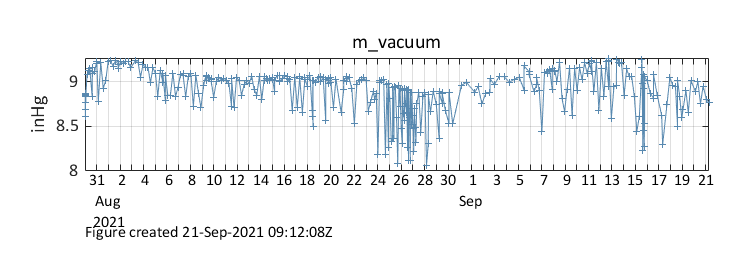 m_vacuum
inHg
9
8.5
8
31 2 4 6 8 10 12 14 16 18 20 22 24 26 28 30 1 3 5 7 9 11 13 15 17 19 21
Aug Sep
2021
Figure created 21-Sep-2021 09:12:08Z